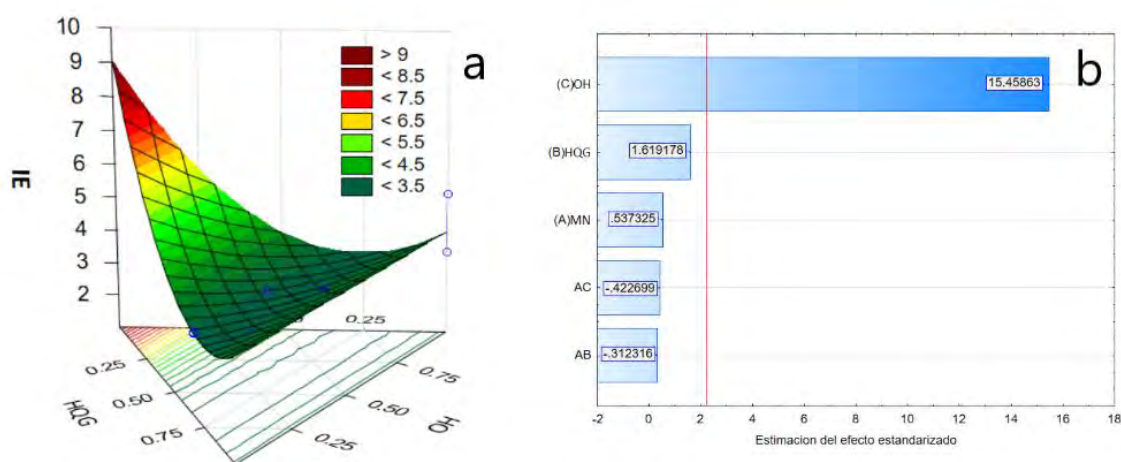 a
10
9
8
7
6
5
4
3
2
IE
> 9
< 8.5
< 7.5
< 6.5
< 5.5
< 4.5
< 3.5
0.25
0.50
0.75
HQG
0.25
0.50
0.75
0.25
HO
b
(C)OH
15.45863
(B)HQG
1.619178
(A)MN
.537325
AC
-.422699
AB
-.312316
-2 0 2 4 6 8 10 12 14 16 18
Estimacion del efecto estandarizado